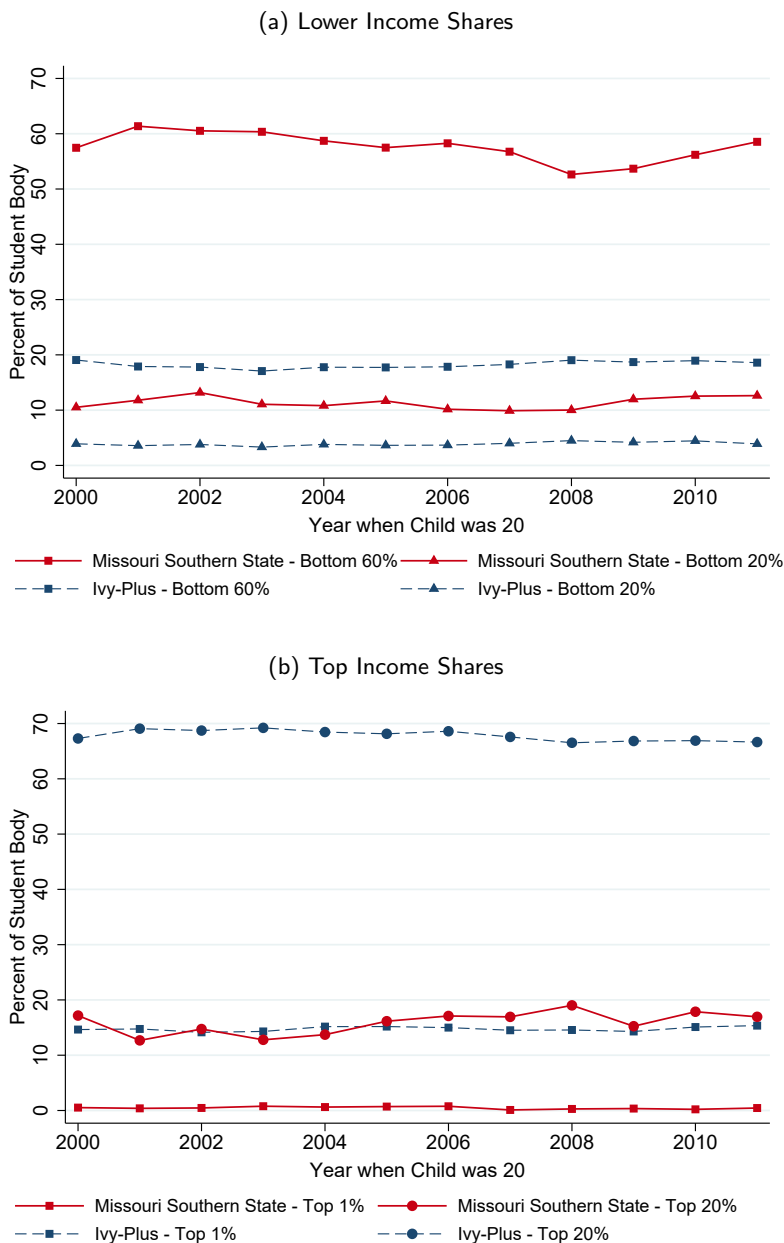 (a) Lower Income Shares
Percent of Student Body
70
60
50
40
30
20
10
0
2000 2002 2004 2006 2008 2010
Year when Child was 20
Missouri Southern State - Bottom 60% Missouri Southern State - Bottom 20%
Ivy-Plus - Bottom 60% Ivy-Plus - Bottom 20%
(b) Top Income Shares
Percent of Student Body
70
60
50
40
30
20
10
0
2000 2002 2004 2006 2008 2010
Year when Child was 20
Missouri Southern State - Top 1% Missouri Southern State - Top 20%
Ivy-Plus - Top 1% Ivy-Plus - Top 20%